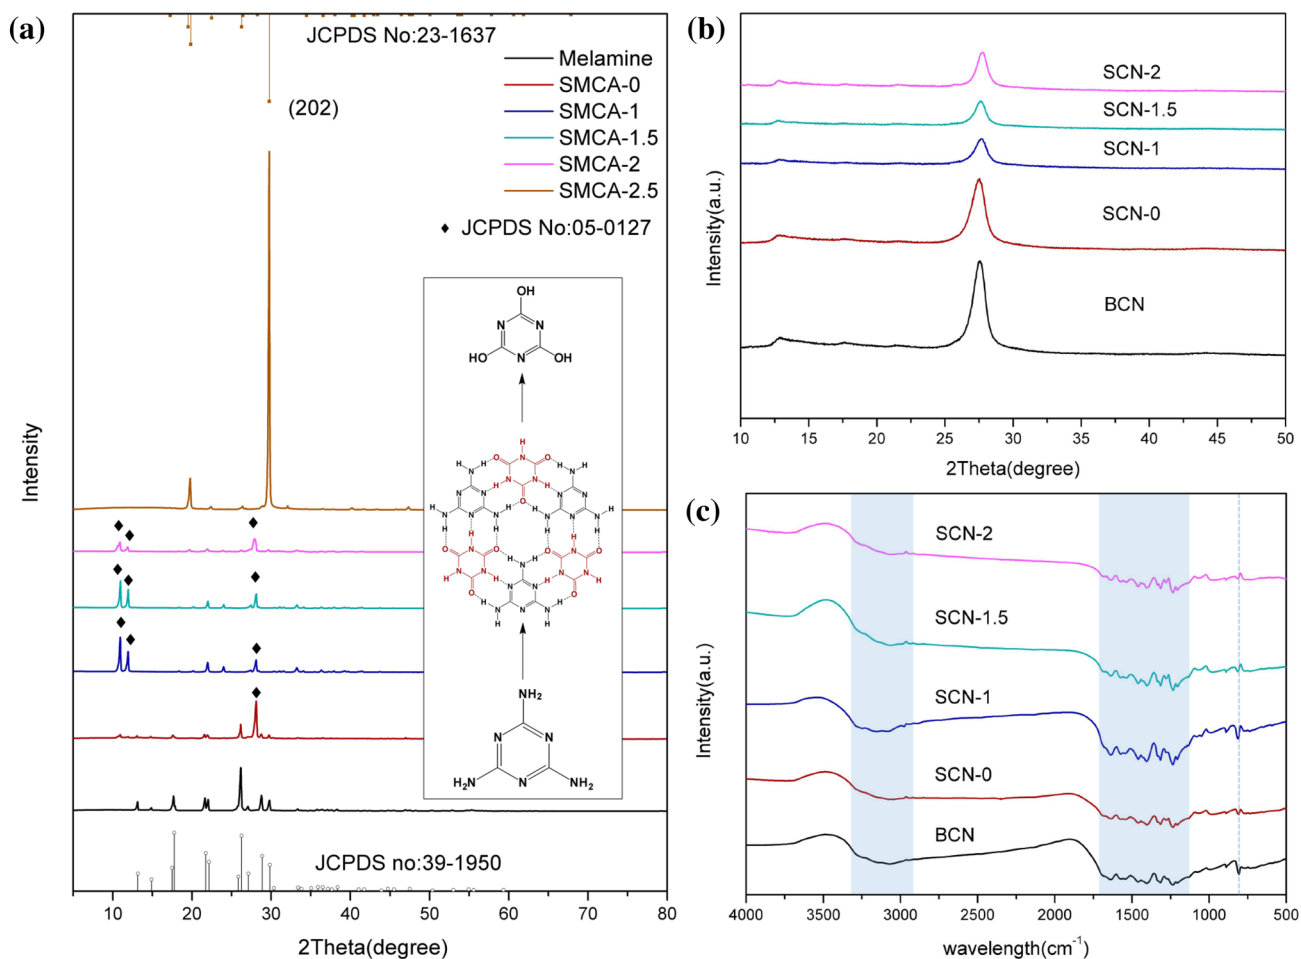 (a)
JCPDS No:23-1637
Melamine
SMCA-0
SMCA-1
SMCA-1.5
SMCA-2
SMCA-2.5
♦ JCPDS No:05-0127
(202)
OH
N N
HO N OH
H
N
O O
H H
N N
H H
N N
H
O
NH2
N N
H2N N NH2
JCPDS no:39-1950
Intensity
10 20 30 40 50 60 70 80
2Theta(degree)
(b)
SCN-2
SCN-1.5
SCN-1
SCN-0
BCN
Intensity(a.u.)
10 15 20 25 30 35 40 45 50
2Theta(degree)
(c)
SCN-2
SCN-1.5
SCN-1
SCN-0
BCN
Intensity(a.u.)
4000 3500 3000 2000 1500 1000 500
wavelength(cm-1)